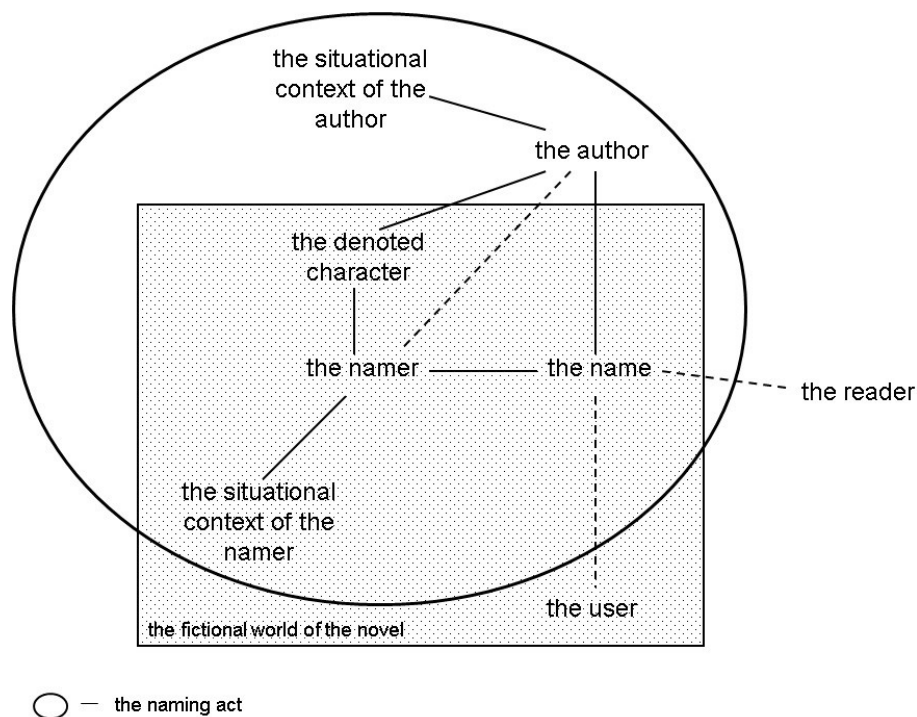 the situational
context of the
author
the author
the denoted
character
the namer
the name
the reader
the situational
context of the
namer
the user
the fictional world of the novel
— the naming act